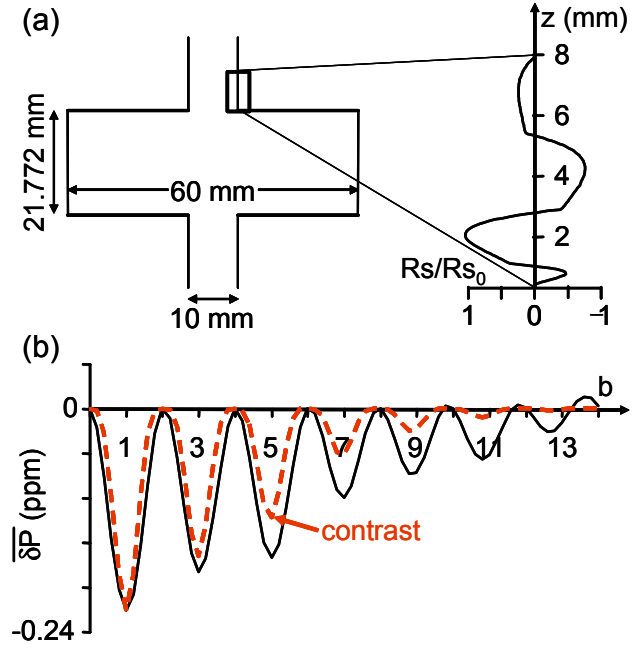 (a)
z (mm)
8
6
4
2
21.772 mm
60 mm
10 mm
Rs/Rs0
1 0 -1
(b)
0
b
1 3 5 7 9 11 13
δP (ppm)
contrast
-0.24